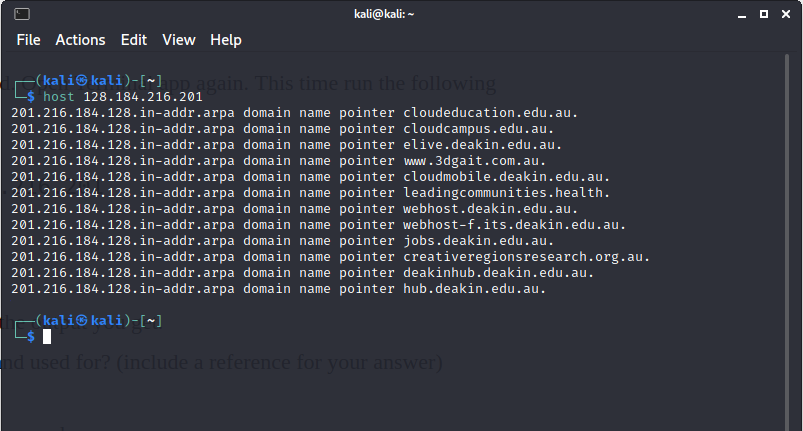 kali@kali: ~
File Actions Edit View Help
d. Open app again. This time run the following
┌──(kali㉿kali)-[~]
└─$ host 128.184.216.201
201.216.184.128.in-addr.arpa domain name pointer cloudeducation.edu.au.
201.216.184.128.in-addr.arpa domain name pointer cloudcampus.edu.au.
201.216.184.128.in-addr.arpa domain name pointer elive.deakin.edu.au.
201.216.184.128.in-addr.arpa domain name pointer www.3dgait.com.au.
201.216.184.128.in-addr.arpa domain name pointer cloudmobile.deakin.edu.au.
201.216.184.128.in-addr.arpa domain name pointer leadingcommunities.health.
201.216.184.128.in-addr.arpa domain name pointer webhost.deakin.edu.au.
201.216.184.128.in-addr.arpa domain name pointer webhost-f.its.deakin.edu.au.
201.216.184.128.in-addr.arpa domain name pointer jobs.deakin.edu.au.
201.216.184.128.in-addr.arpa domain name pointer creativeregionsresearch.org.au.
201.216.184.128.in-addr.arpa domain name pointer deakinhub.deakin.edu.au.
201.216.184.128.in-addr.arpa domain name pointer hub.deakin.edu.au.
┌──(kali㉿kali)-[~]
└─$
and used for? (include a reference for your answer)